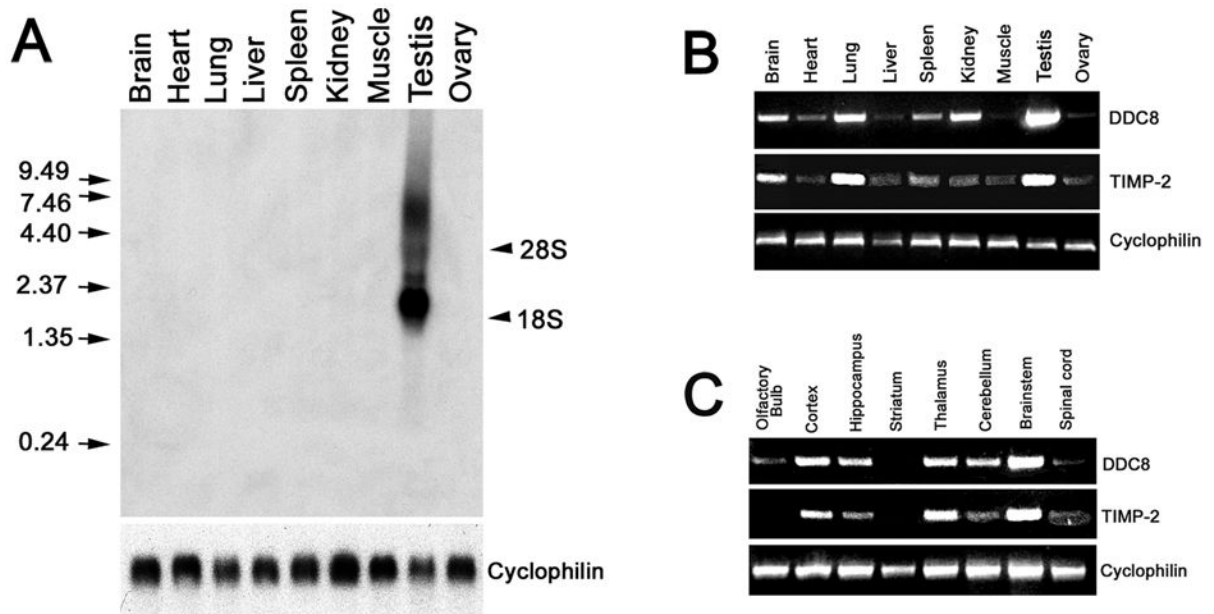 A
Brain
Heart
Lung
Liver
Spleen
Kidney
Muscle
Testis
Ovary
9.49
7.46
4.40
2.37
1.35
0.24
28S
18S
Cyclophilin
B
Brain
Heart
Lung
Liver
Spleen
Kidney
Muscle
Testis
Ovary
DDC8
TIMP-2
Cyclophilin
C
Olfactory
Bulb
Cortex
Hippocampus
Striatum
Thalamus
Cerebellum
Brainstem
Spinal cord
DDC8
TIMP-2
Cyclophilin